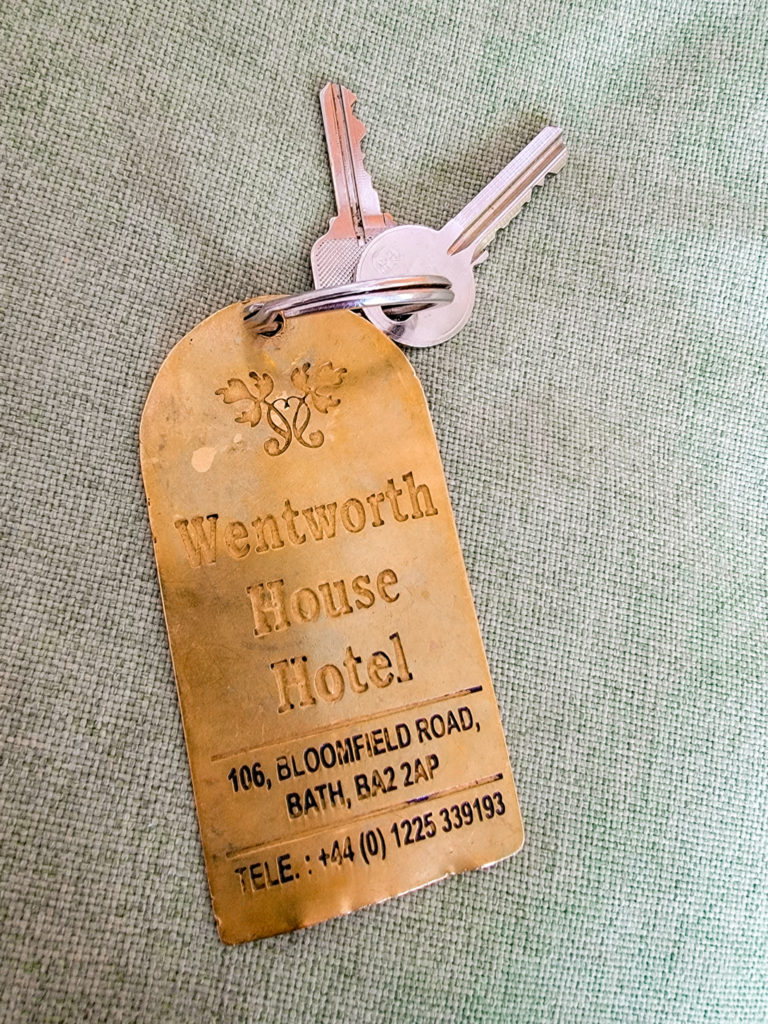 Wentworth
House
Hotel
106, BLOOMFIELD ROAD,
BATH, BA2 2AP
TELE. : +44 (0) 1225 339193